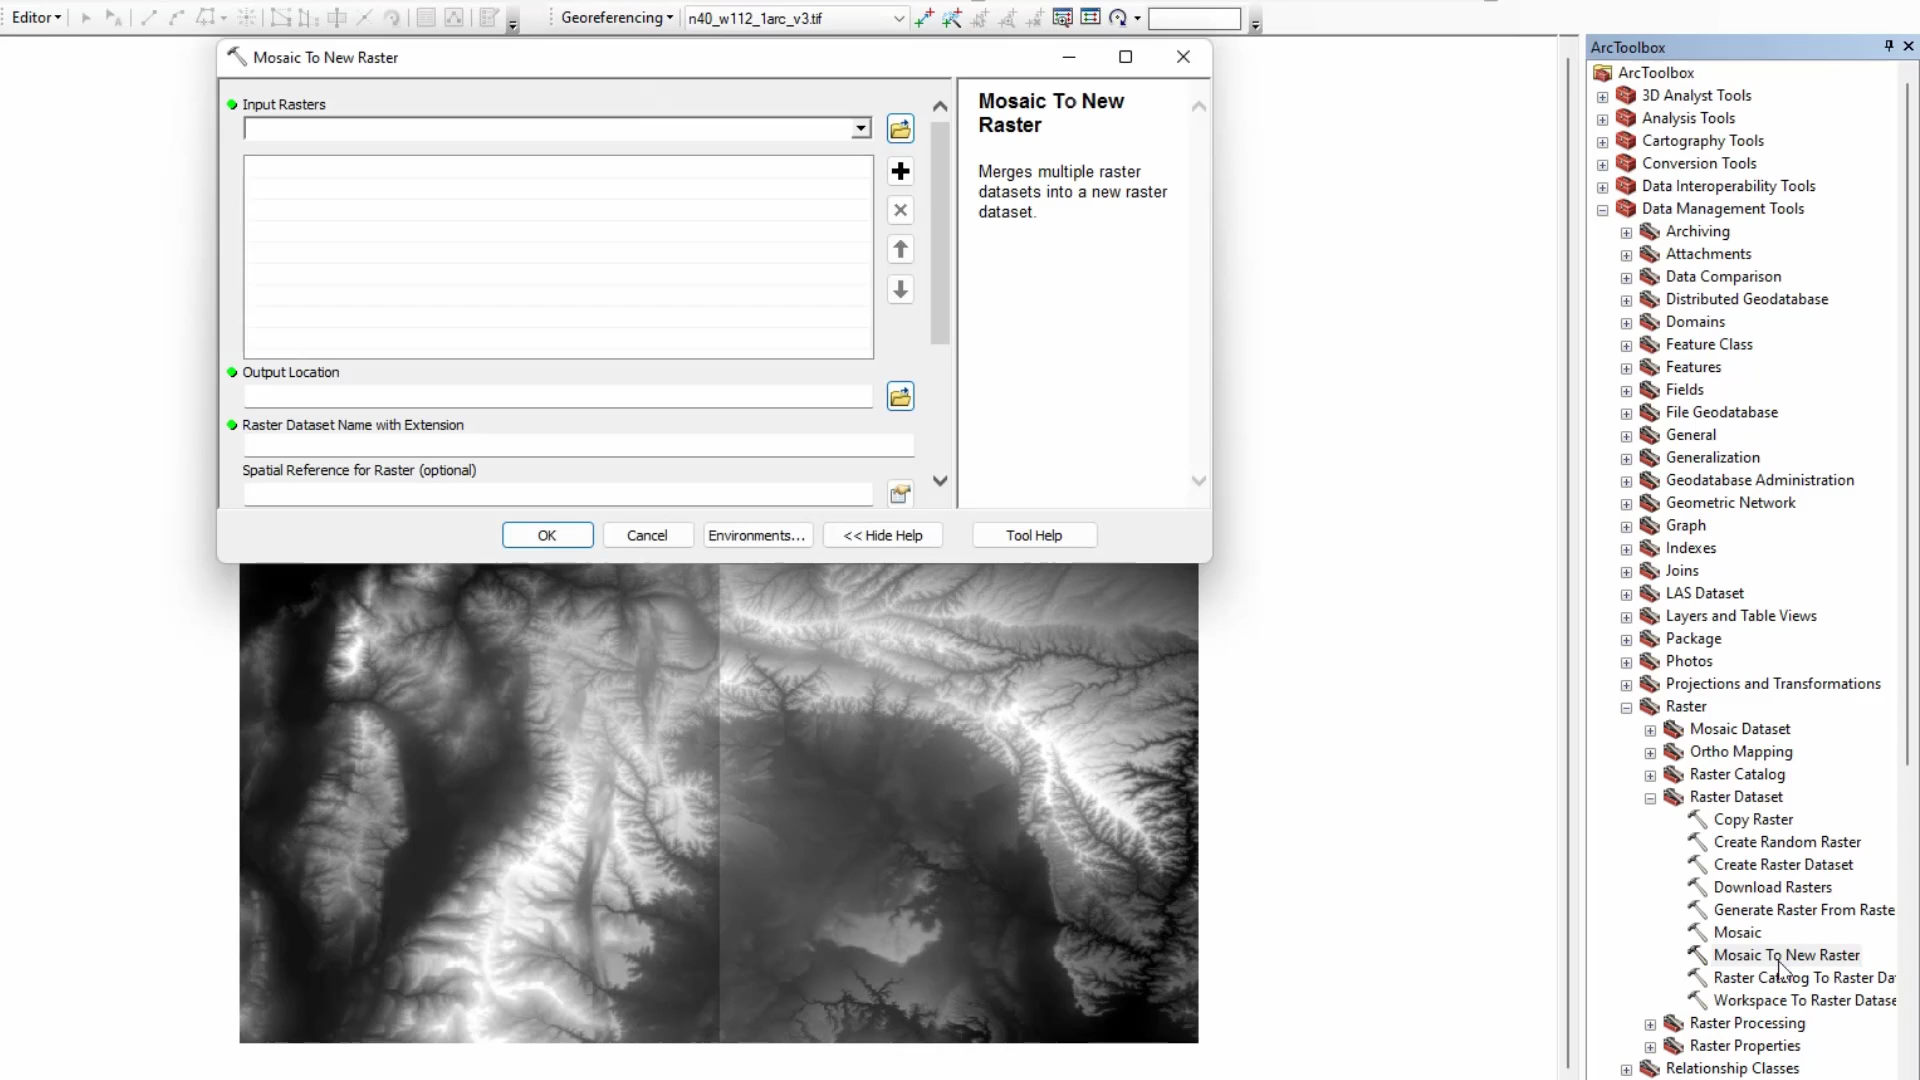 Editor
Georeferencing
n40_w112_1arc_v3.tif
Mosaic To New Raster
Input Rasters
Output Location
Raster Dataset Name with Extension
Spatial Reference for Raster (optional)
OK
Cancel
Environments...
<< Hide Help
Tool Help
Mosaic To New
Raster
Merges multiple raster
datasets into a new raster
dataset.
ArcToolbox
ArcToolbox
3D Analyst Tools
Analysis Tools
Cartography Tools
Conversion Tools
Data Interoperability Tools
Data Management Tools
Archiving
Attachments
Data Comparison
Distributed Geodatabase
Domains
Feature Class
Features
Fields
File Geodatabase
General
Generalization
Geodatabase Administration
Geometric Network
Graph
Indexes
Joins
LAS Dataset
Layers and Table Views
Package
Photos
Projections and Transformations
Raster
Mosaic Dataset
Ortho Mapping
Raster Catalog
Raster Dataset
Copy Raster
Create Random Raster
Create Raster Dataset
Download Rasters
Generate Raster From Raste
Mosaic
Mosaic To New Raster
Raster Catalog To Raster Da
Workspace To Raster Datase
Raster Processing
Raster Properties
Relationship Classes